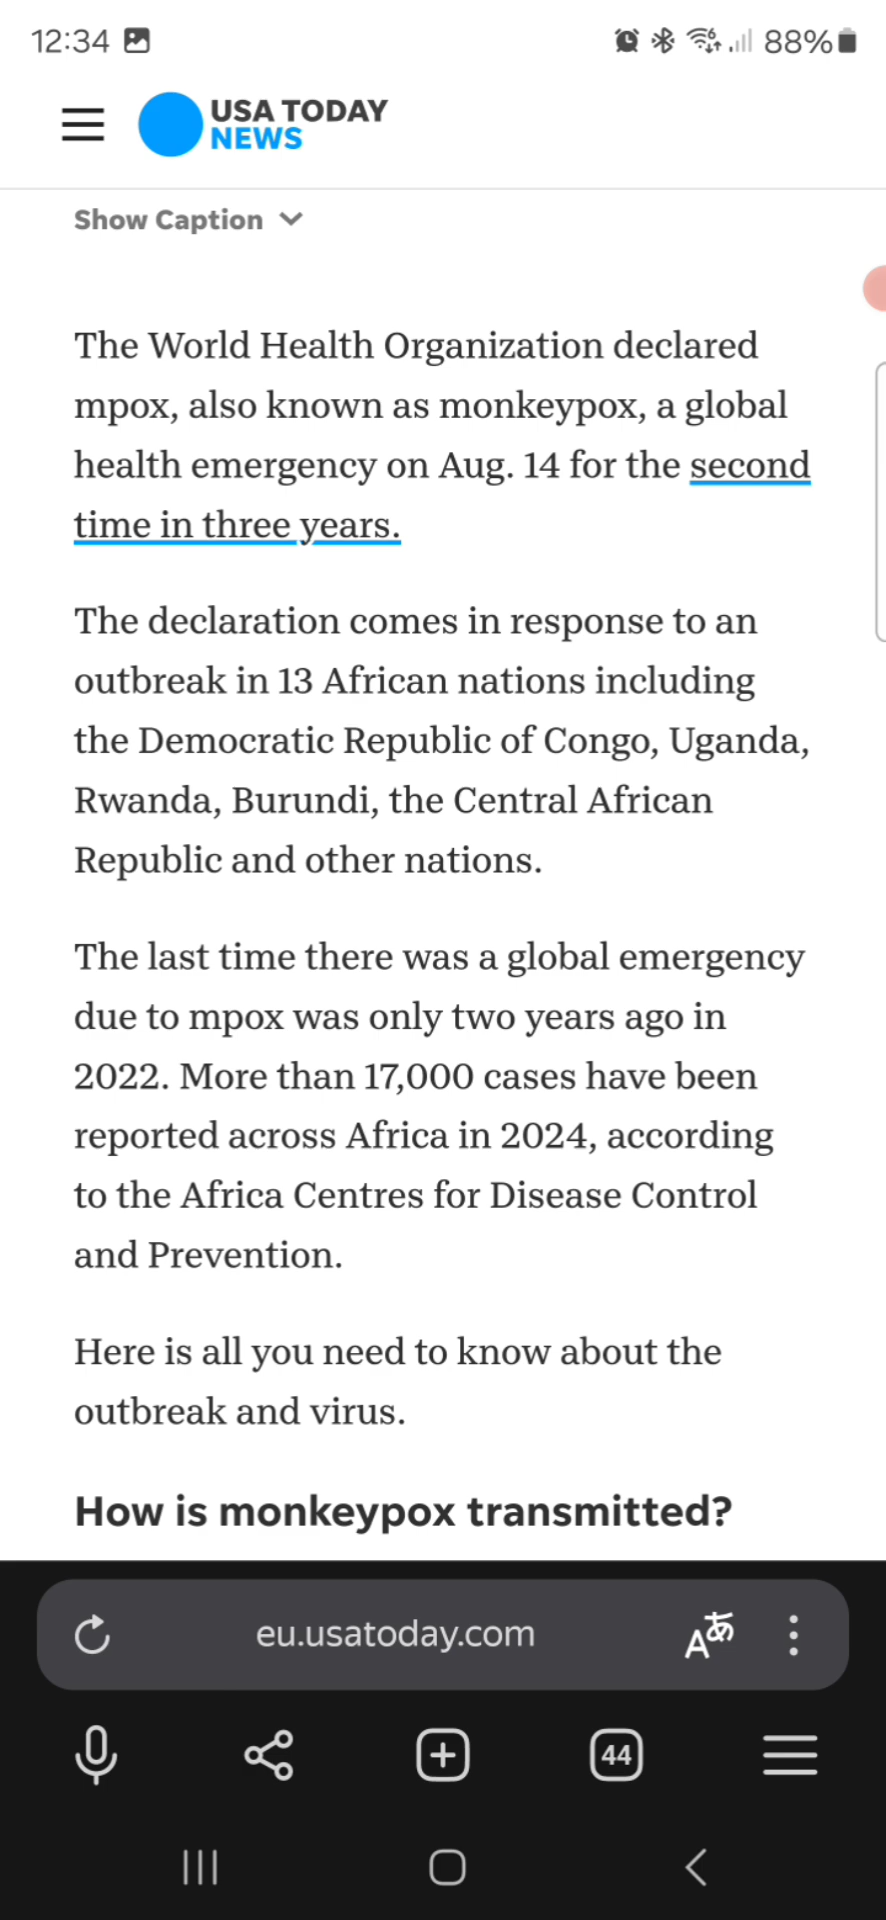 12:34
88%
USA TODAY
NEWS
Show Caption
The World Health Organization declared
mpox, also known as monkeypox, a global
health emergency on Aug. 14 for the second
time in three years.
The declaration comes in response to an
outbreak in 13 African nations including
the Democratic Republic of Congo, Uganda,
Rwanda, Burundi, the Central African
Republic and other nations.
The last time there was a global emergency
due to mpox was only two years ago in
2022. More than 17,000 cases have been
reported across Africa in 2024, according
to the Africa Centres for Disease Control
and Prevention.
Here is all you need to know about the
outbreak and virus.
How is monkeypox transmitted?
eu.usatoday.com
Aあ
44